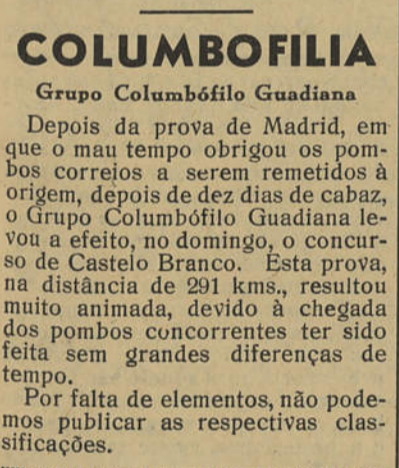 COLUMBOFILIA
Grupo Columbófilo Guadiana
Depois da prova de Madrid, em
que o mau tempo obrigou os pom-
bos correios a serem remetidos à
origem, depois de dez dias de cabaz,
o Grupo Columbófilo Guadiana le-
vou a efeito, no domingo, o concur-
so de Castelo Branco. Esta prova,
na distância de 291 kms., resultou
muito animada, devido à chegada
dos pombos concorrentes ter sido
feita sem grandes diferenças de
tempo.
Por falta de elementos, não pode-
mos publicar as respectivas clas-
sificações.